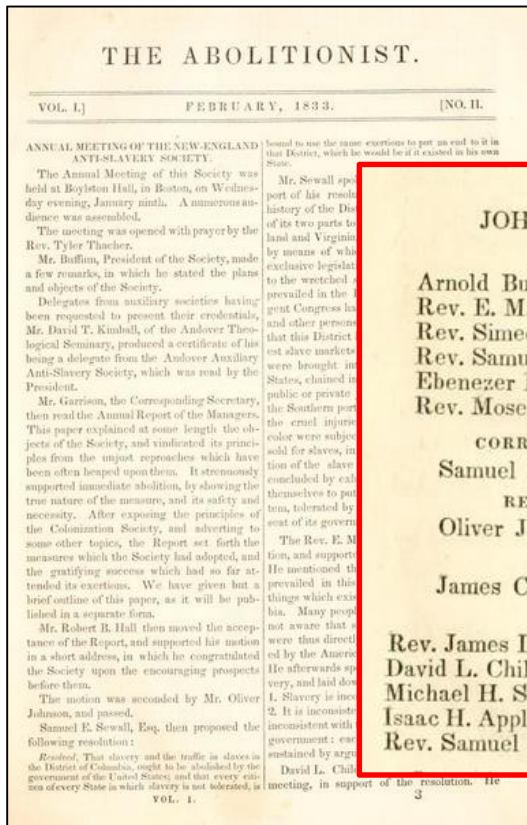 THE ABOLITIONIST.
VOL. I.] FEBRUARY, 1833. [NO. II.
ANNUAL MEETING OF THE NEW-ENGLAND
ANTI-SLAVERY SOCIETY.
The Annual Meeting of this Society was
held at Boylston Hall, in Boston, on Wednes-
day evening, January ninth. A numerous au-
dience was assembled.
The meeting was opened with prayer by the
Rev. Tyler Thacher.
Mr. Buffum, President of the Society, made
a few remarks, in which he stated the plans
and objects of the Society.
Delegates from auxiliary societies having
been requested to present their credentials,
Mr. David T. Kimball, of the Andover Theo-
logical Seminary, produced a certificate of his
being a delegate from the Andover Auxiliary
Anti-Slavery Society, which was read by the
President.
Mr. Garrison, the Corresponding Secretary,
then read the Annual Report of the Managers.
This paper explained at some length the ob-
jects of the Society, and vindicated its princi-
ples from the unjust reproaches which have
been often heaped upon them. It strenuously
supported immediate abolition, by showing the
true nature of the measure, and its safety and
necessity. After exposing the principles of
the Colonization Society, and adverting to
some other topics, the Report set forth the
measures which the Society had adopted, and
the gratifying success which had so far at-
tended its exertions. We have given but a
brief outline of this paper, as it will be pub-
lished in a separate form.
Mr. Robert B. Hall then moved the accep-
tance of the Report, and supported his motion
in a short address, in which he congratulated
the Society upon the encouraging prospects
before them.
The motion was seconded by Mr. Oliver
Johnson, and passed.
Samuel E. Sewall, Esq. then proposed the
following resolution:
Resolved, That slavery and the traffic in slaves in
the District of Columbia, ought to be abolished by the
government of the United States; and that every citi-
zen of every State in which slavery is not tolerated, is
VOL. I.
bound to use the same exertions to put an end to it in
that District, which he would be if it existed in his own
State.
Mr. Sewall spo
port of his resolu
history of the Dis
of its two parts to
land and Virginia
by means of whic
exclusive legislat
to the wretched
prevailed in the
gent Congress ha
and other person
that this District
est slave markets
were brought int
States, chained in
public or private
the Southern port
the cruel injurie
color were subjec
sold for slaves, in
tion of the slave
concluded by exh
themselves to put
tem, tolerated by
seat of its govern
The Rev. E. M
tion, and supporte
He mentioned th
prevailed in this
things which exis
bia. Many peopl
not aware that s
were thus directl
ed by the Americ
He afterwards sp
very, and laid dow
1. Slavery is inco
2. It is inconsiste
inconsistent with
government: eac
sustained by argu
David L. Chil
meeting, in support of the resolution. He
3
JOH
Arnold Bu
Rev. E. M
Rev. Sime
Rev. Samu
Ebenezer
Rev. Mose
CORR
Samuel
RE
Oliver J
James C
Rev. James
David L. Chil
Michael H. S
Isaac H. Appl
Rev. Samuel